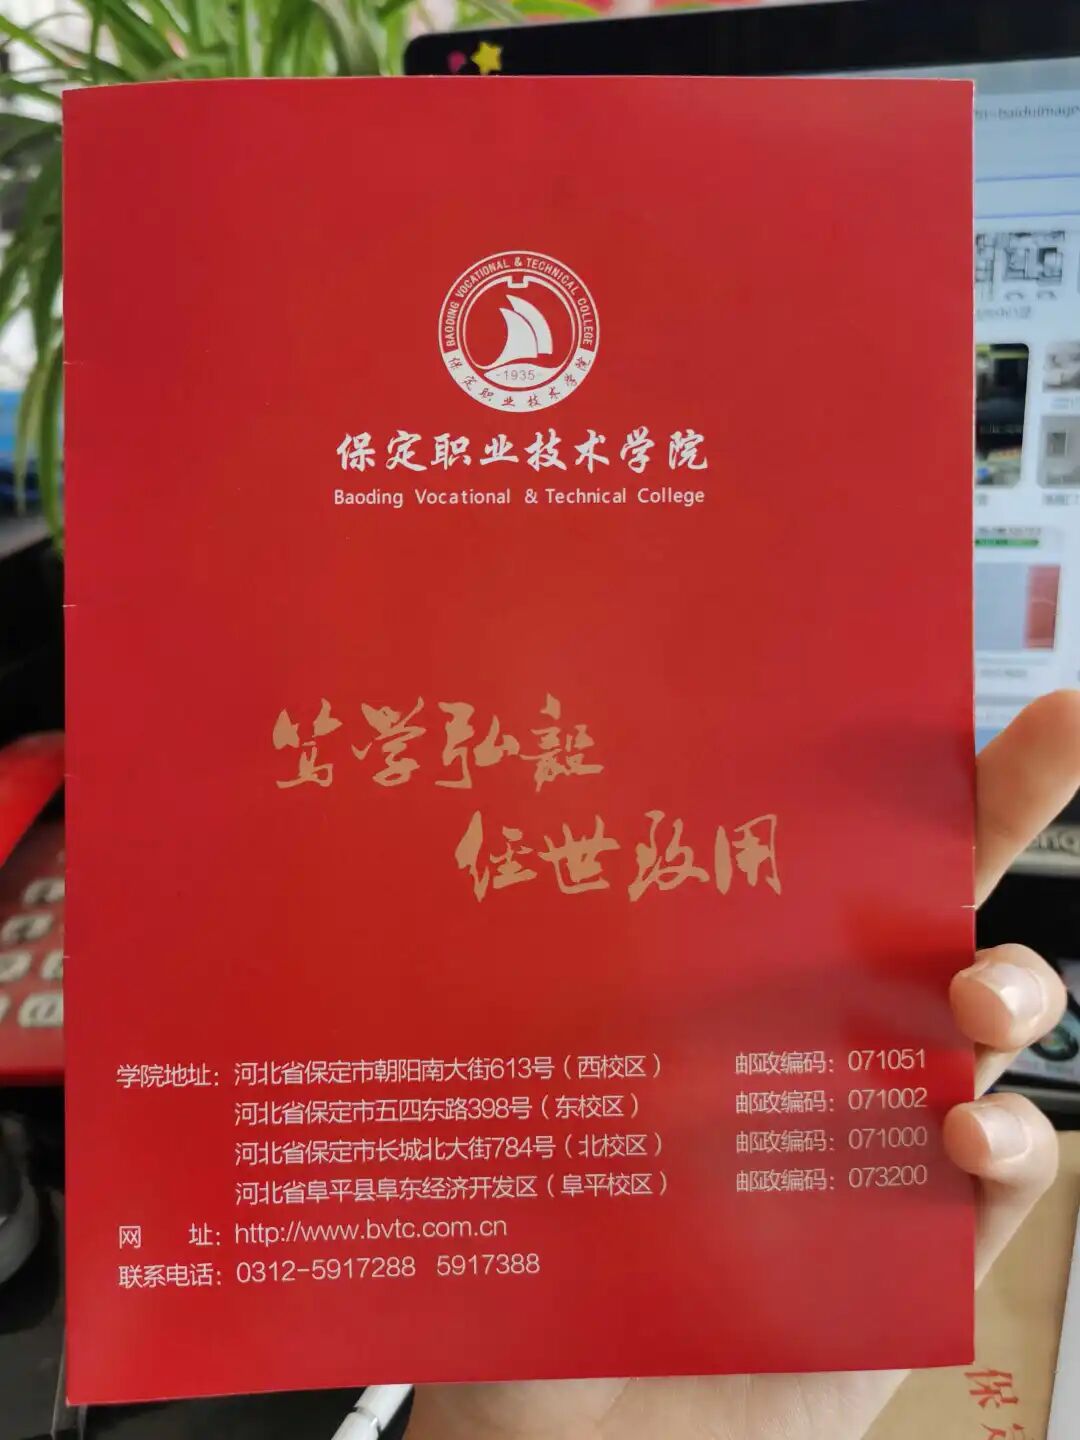 BAODING VOCATIONAL & TECHNICAL COLLEGE
-1935-
保定职业技术学院
保定职业技术学院
Baoding Vocational & Technical College
笃学弘毅
经世致用
学院地址：河北省保定市朝阳南大街613号（西校区） 邮政编码：071051
河北省保定市五四东路398号（东校区） 邮政编码：071002
河北省保定市长城北大街784号（北校区） 邮政编码：071000
河北省阜平县阜东经济开发区（阜平校区） 邮政编码：073200
网 址：http://www.bvtc.com.cn
联系电话：0312-5917288 5917388
保
定